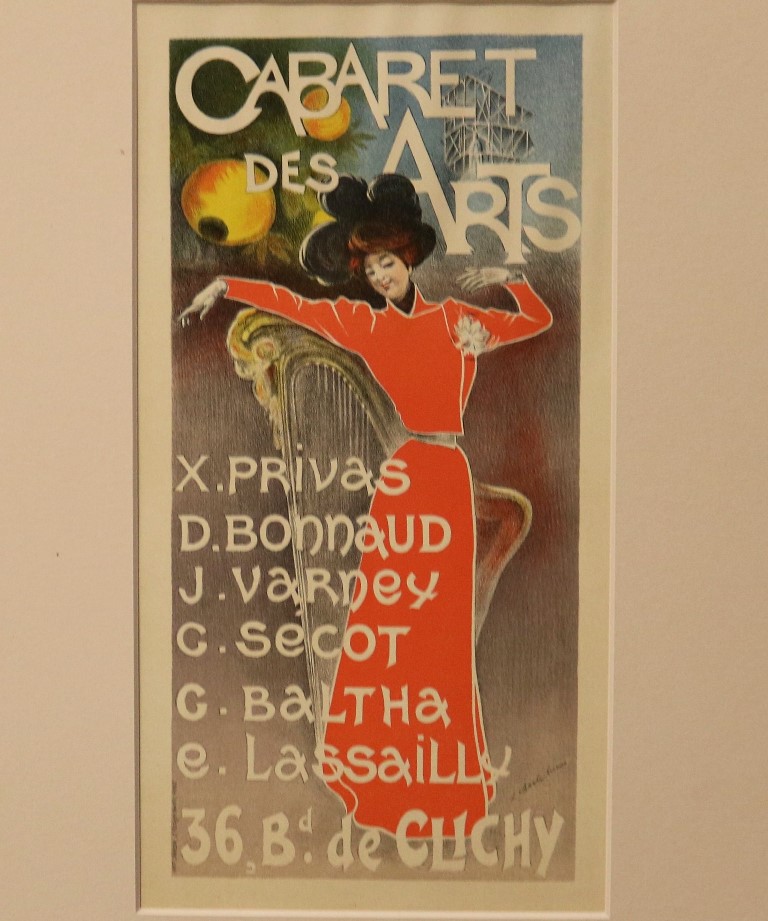 CABARET
DES ARTS
X. PRIVAS
D. BONNAUD
J. VARNEY
G. SECOT
G. BALTHA
E. LASSAILLY
36, Bd. de CLICHY